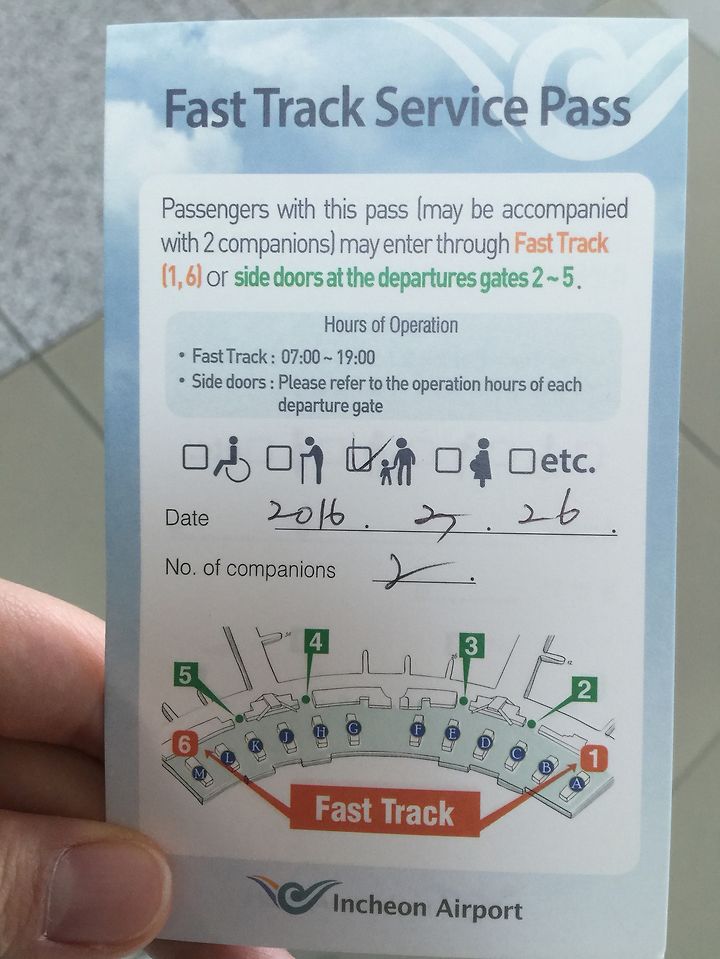 Fast Track Service Pass
Passengers with this pass (may be accompanied
with 2 companions) may enter through Fast Track
(1, 6) or side doors at the departures gates 2 ~ 5.
Hours of Operation
• Fast Track : 07:00 ~ 19:00
• Side doors : Please refer to the operation hours of each
departure gate
etc.
Date 2016 . . 26 .
No. of companions 2 .
4 3
5 2
6 M L K J H G F E D C B A 1
Fast Track
Incheon Airport